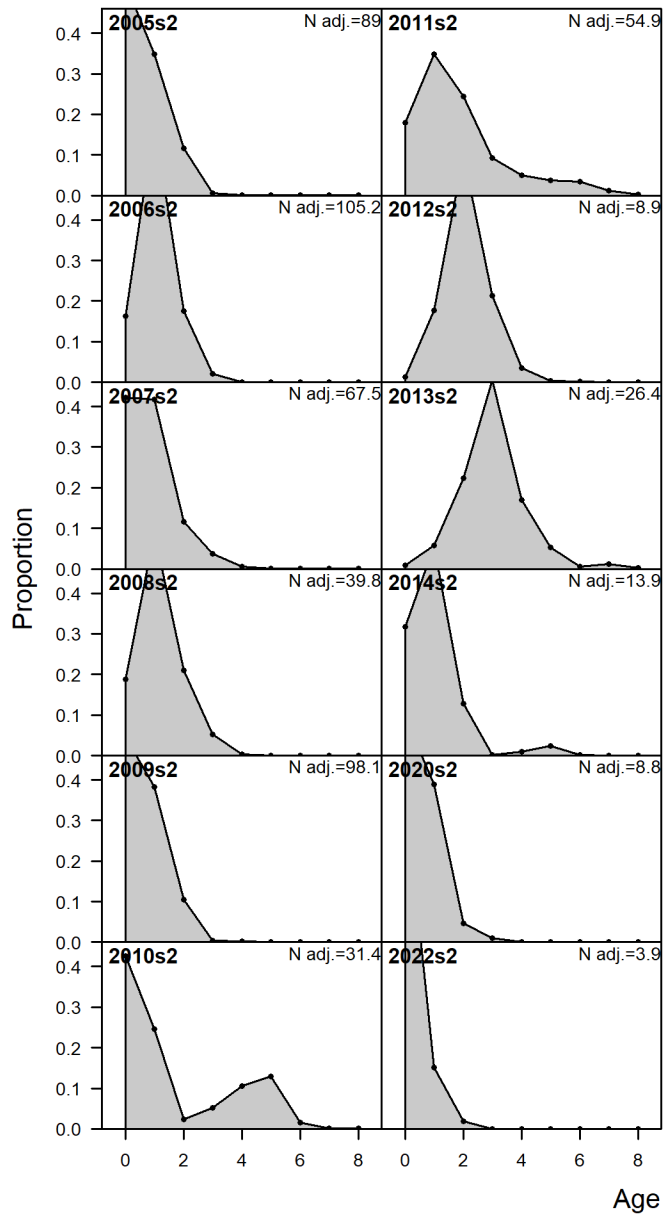 2005s2 N adj.=89
0.4
0.3
0.2
0.1
0.0
2011s2 N adj.=54.9
2006s2 N adj.=105.2
0.4
0.3
0.2
0.1
0.0
2012s2 N adj.=8.9
2007s2 N adj.=67.5
0.4
0.3
0.2
0.1
0.0
2013s2 N adj.=26.4
2008s2 N adj.=39.8
0.4
0.3
0.2
0.1
0.0
2014s2 N adj.=13.9
2009s2 N adj.=98.1
0.4
0.3
0.2
0.1
0.0
2020s2 N adj.=8.8
2010s2 N adj.=31.4
0.4
0.3
0.2
0.1
0.0
2022s2 N adj.=3.9
0 2 4 6 8
0 2 4 6 8
Proportion
Age